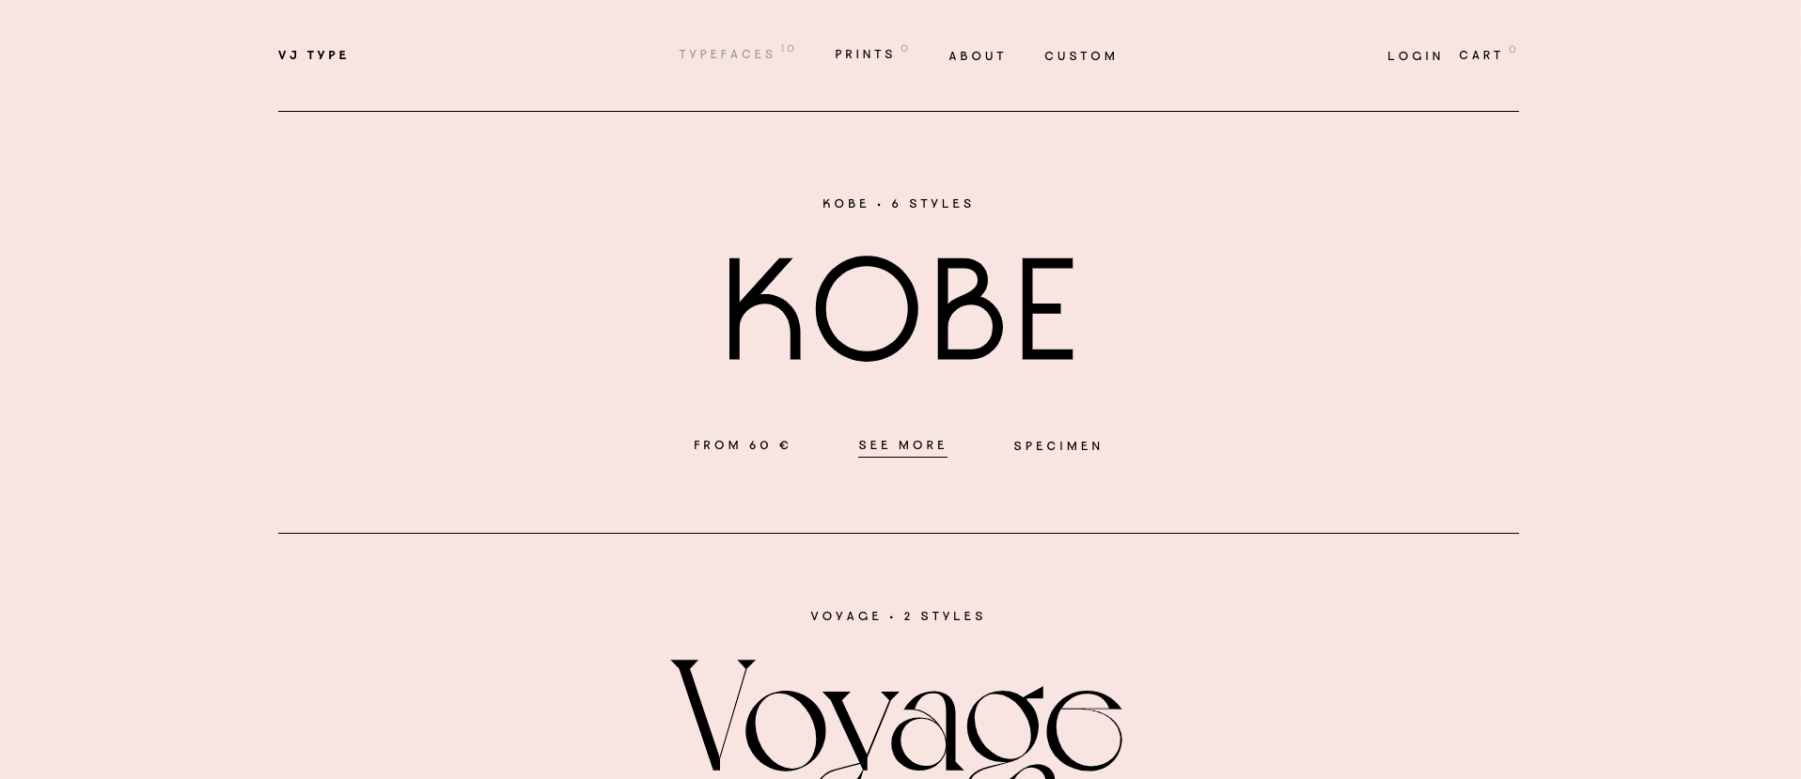 VJ TYPE TYPEFACES 10 PRINTS 0 ABOUT CUSTOM LOGIN CART 0
KOBE • 6 STYLES
KOBE
FROM 60 € SEE MORE SPECIMEN
VOYAGE • 2 STYLES
Voyage